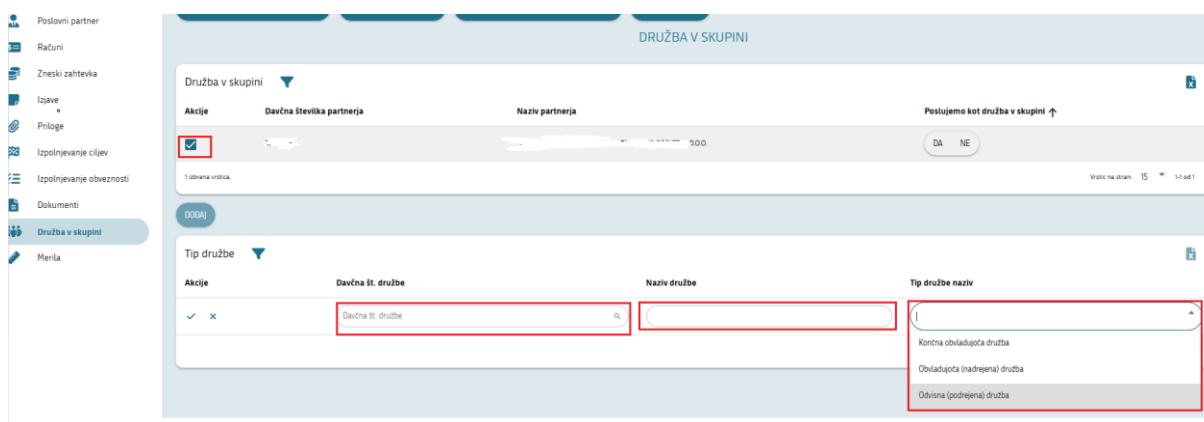 Poslovni partner
Računi
Zneski zahtevka
Izjave
Priloge
Izpolnjevanje ciljev
Izpolnjevanje obveznosti
Dokumenti
Družba v skupini
Merila
DRUŽBA V SKUPINI
Družba v skupini
Akcije Davčna številka partnerja Naziv partnerja Poslujemo kot družba v skupini
o.o. DA NE
1 izbrana vrstica. Vrstic na stran: 15 1-1 od 1
DODAJ
Tip družbe
Akcije Davčna št. družbe Naziv družbe Tip družbe naziv
Davčna št. družbe
Končna obvladujoča družba
Obvladujoča (nadrejena) družba
Odvisna (podrejena) družba